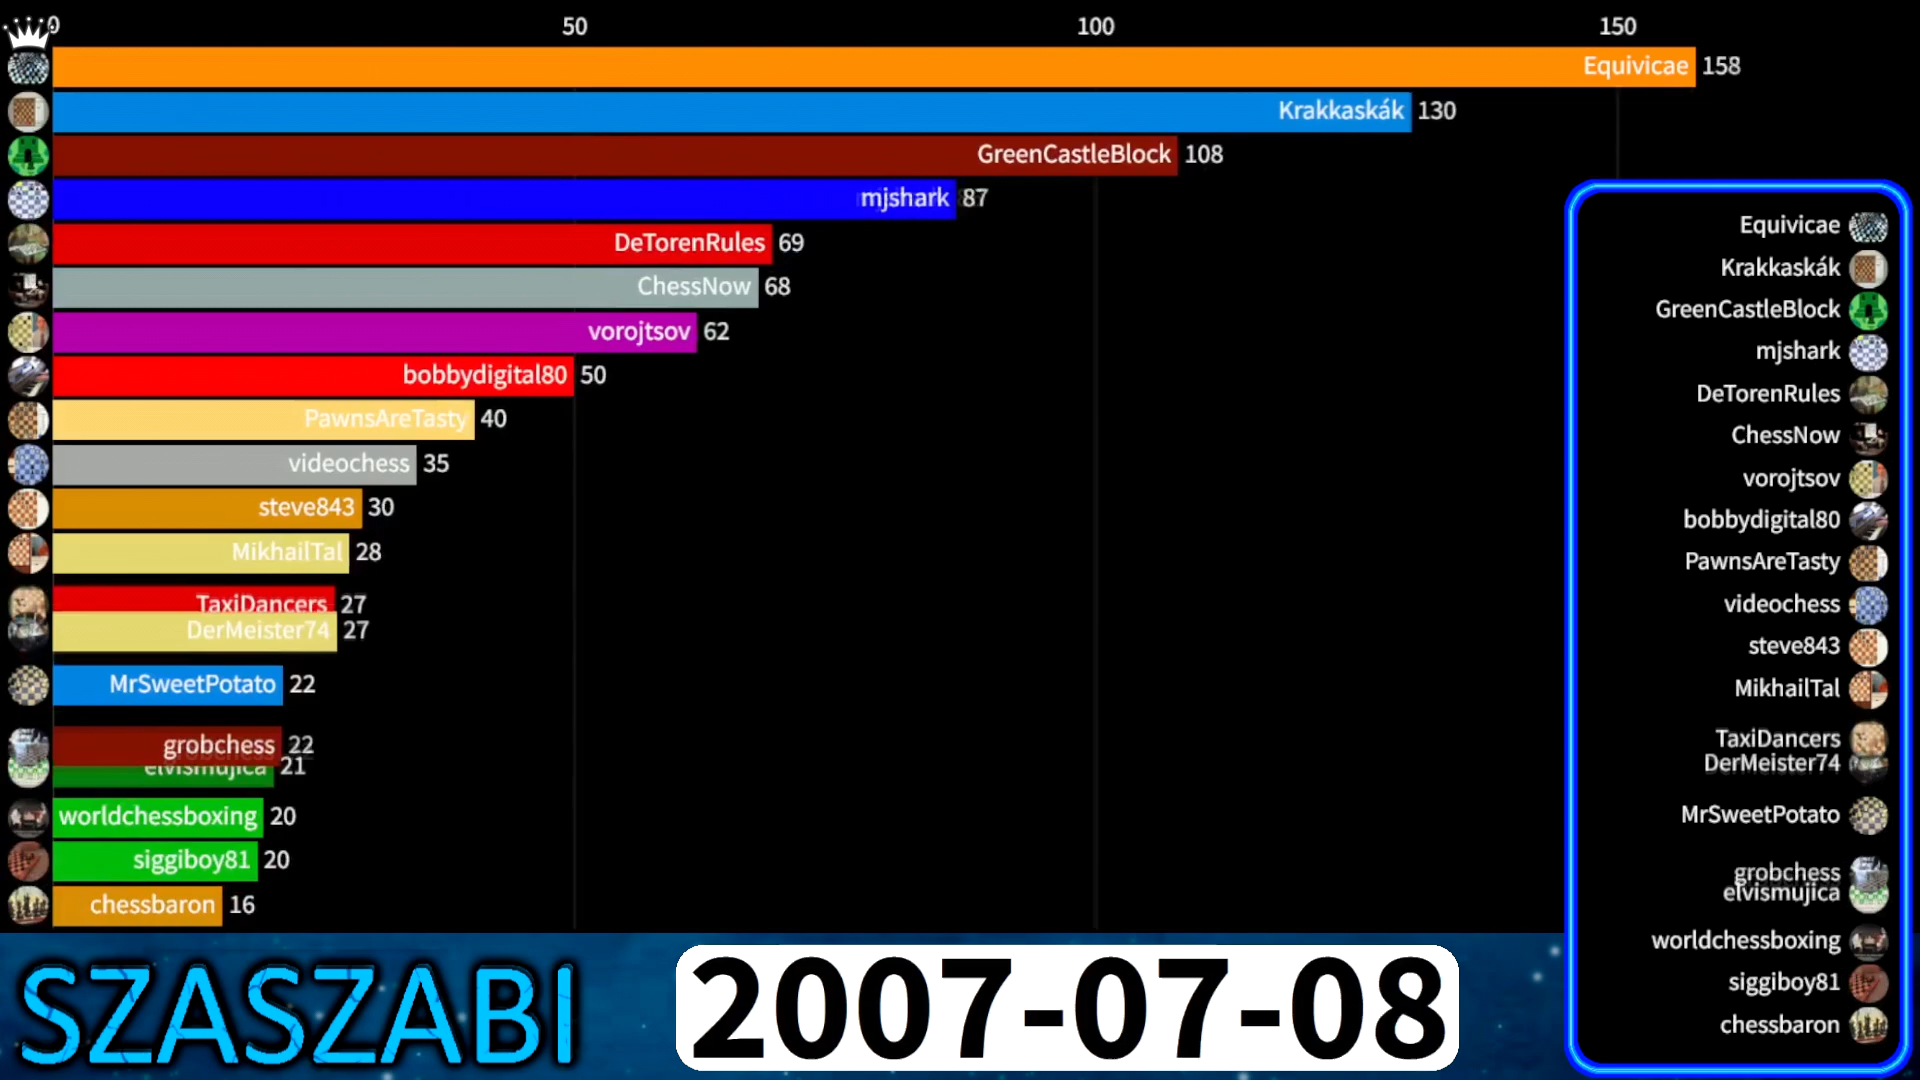 0 50 100 150
Equivicae 158
Krakkaskák 130
GreenCastleBlock 108
mjshark 87
DeTorenRules 69
ChessNow 68
vorojtsov 62
bobbydigital80 50
PawnsAreTasty 40
videochess 35
steve843 30
MikhailTal 28
TaxiDancers 27
DerMeister74 27
MrSweetPotato 22
grobchess 22
elvismujica 21
worldchessboxing 20
siggiboy81 20
chessbaron 16
Equivicae
Krakkaskák
GreenCastleBlock
mjshark
DeTorenRules
ChessNow
vorojtsov
bobbydigital80
PawnsAreTasty
videochess
steve843
MikhailTal
TaxiDancers
DerMeister74
MrSweetPotato
grobchess
elvismujica
worldchessboxing
siggiboy81
chessbaron
SZASZABI
2007-07-08